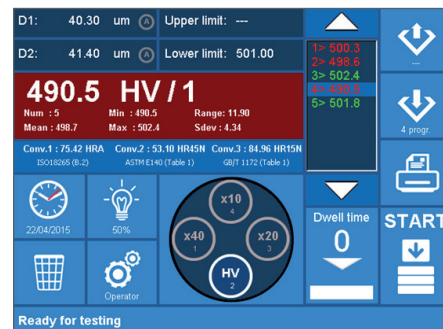 D1: 40.30 um A Upper limit: ---
D2: 41.40 um A Lower limit: 501.00
490.5 HV / 1
Num : 5 Min : 490.5 Range: 11.90
Mean : 498.7 Max : 502.4 Sdev : 4.34
Conv.1 : 75.42 HRA Conv.2 : 53.10 HR45N Conv.3 : 84.96 HR15N
ISO18265 (B.2) ASTM E140 (Table 1) GB/T 1172 (Table 1)
1> 500.3
2> 498.6
3> 502.4
4> 490.5
5> 501.8
---
4 progr.
22/04/2015
50%
Operator
x10
4
x40
1
x20
3
HV
2
Dwell time
0
START
Ready for testing